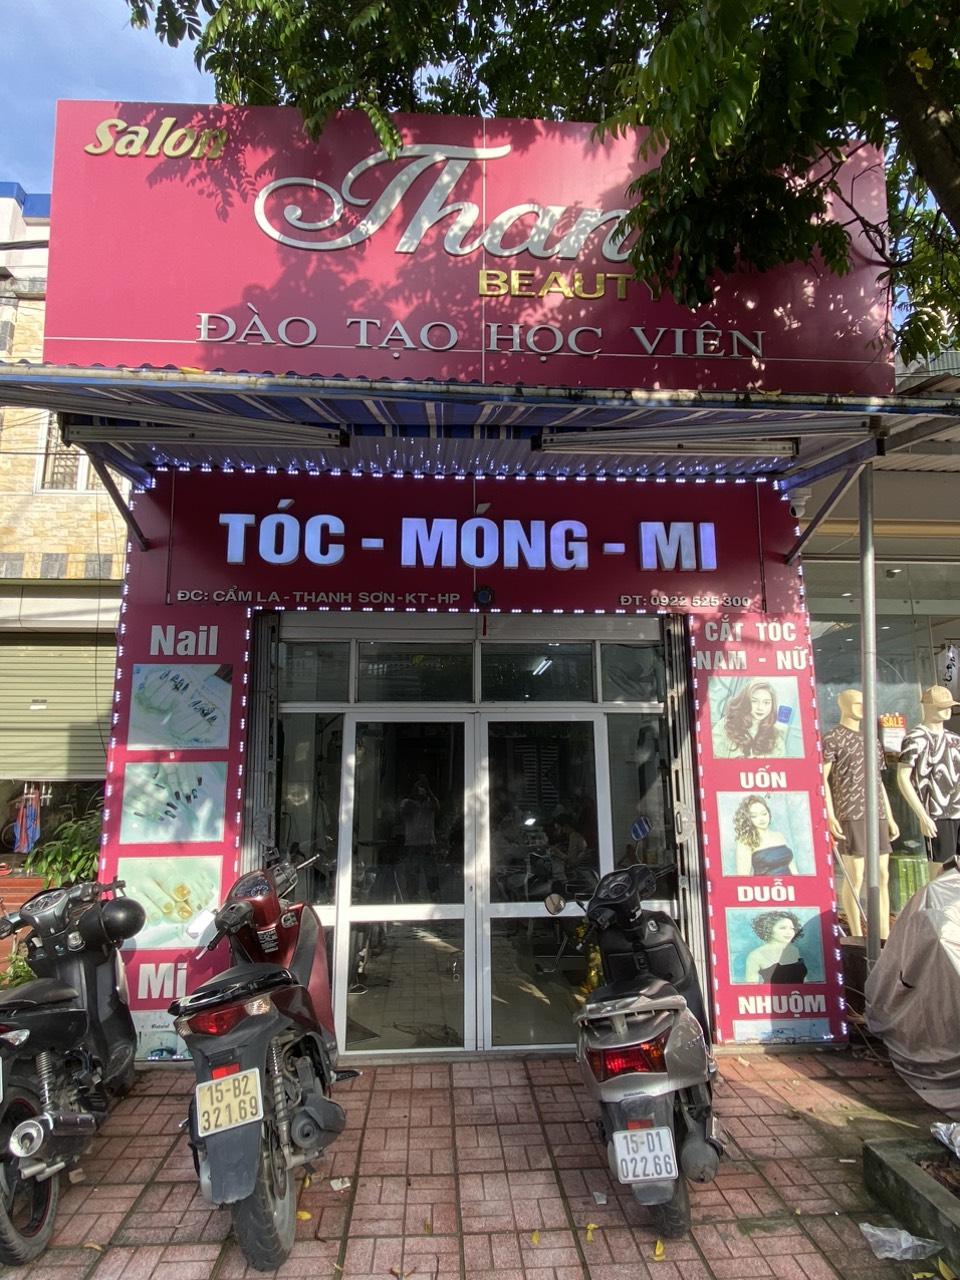 Salon
BEAUTY
ĐÀO TẠO HỌC VIÊN
TÓC - MÓNG - MI
ĐC: CẨM LA - THANH SƠN - KT - HP
ĐT: 0922 525 300
Nail
Mi
CẮT TÓC
NAM - NỮ
UỐN
DUỖI
NHUỘM
SALE
15-B2
321.69
15-D1
022.66